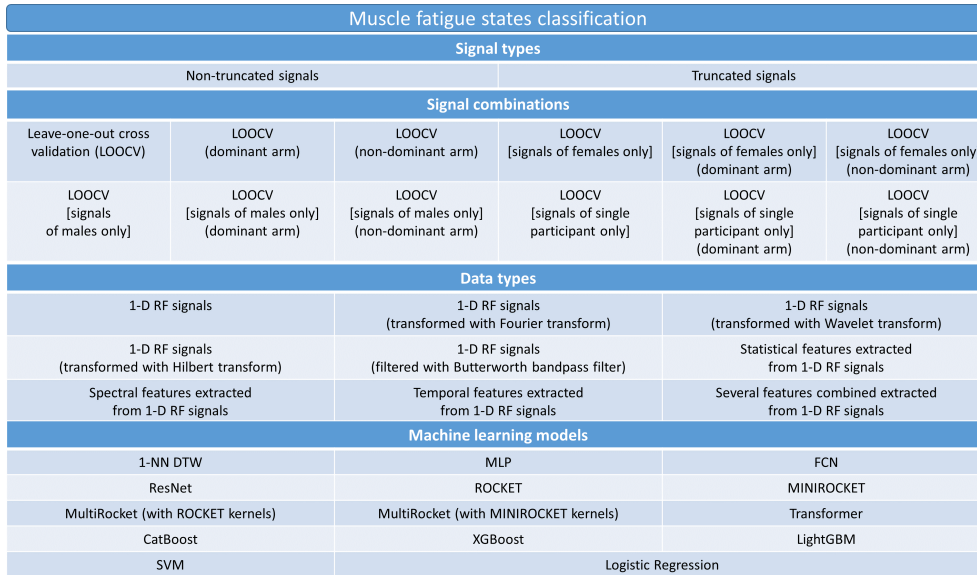 Muscle fatigue states classification
Signal types
Non-truncated signals
Truncated signals
Signal combinations
Leave-one-out cross
validation (LOOCV)
LOOCV
(dominant arm)
LOOCV
(non-dominant arm)
LOOCV
[signals of females only]
LOOCV
[signals of females only]
(dominant arm)
LOOCV
[signals of females only
(non-dominant arm)
LOOCV
[signals
of males only]
LOOCV
[signals of males only]
(dominant arm)
LOOCV
[signals of males only]
(non-dominant arm)
LOOCV
[signals of single
participant only]
LOOCV
[signals of single
participant only]
(dominant arm)
LOOCV
[signals of single
participant only]
(non-dominant arm)
Data types
1-D RF signals
1-D RF signals
(transformed with Fourier transform)
1-D RF signals
(transformed with Wavelet transform)
1-D RF signals
(transformed with Hilbert transform)
1-D RF signals
(filtered with Butterworth bandpass filter)
Statistical features extracted
from 1-D RF signals
Spectral features extracted
from 1-D RF signals
Temporal features extracted
from 1-D RF signals
Several features combined extracted
from 1-D RF signals
Machine learning models
1-NN DTW
MLP
FCN
ResNet
ROCKET
MINIROCKET
MultiRocket (with ROCKET kernels)
MultiRocket (with MINIROCKET kernels)
Transformer
CatBoost
XGBoost
LightGBM
SVM
Logistic Regression